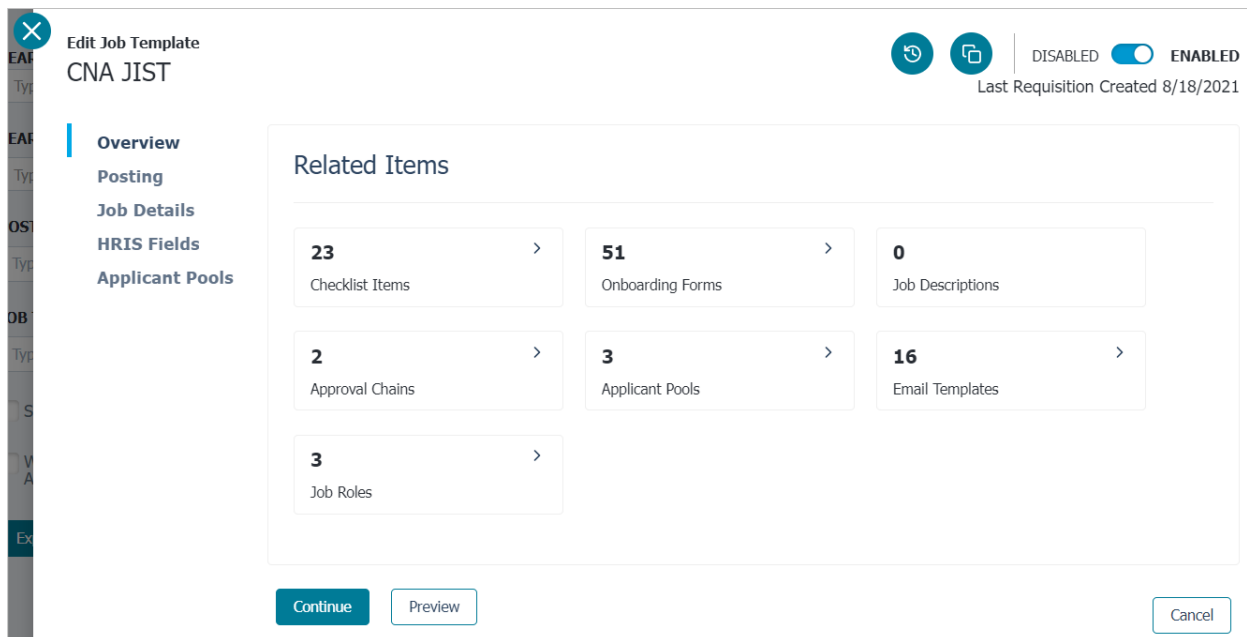 Edit Job Template
CNA JIST
DISABLED ENABLED
Last Requisition Created 8/18/2021
Overview
Posting
Job Details
HRIS Fields
Applicant Pools
Related Items
23
Checklist Items
51
Onboarding Forms
0
Job Descriptions
2
Approval Chains
3
Applicant Pools
16
Email Templates
3
Job Roles
Continue
Preview
Cancel